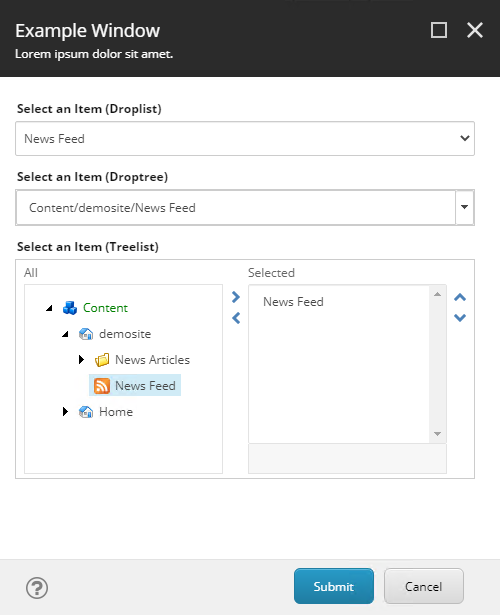 Example Window
Lorem ipsum dolor sit amet.
Select an Item (Droplist)
News Feed
Select an Item (Droptree)
Content/demosite/News Feed
Select an Item (Treelist)
All
Selected
Content
demosite
News Articles
News Feed
Home
News Feed
?
Submit
Cancel